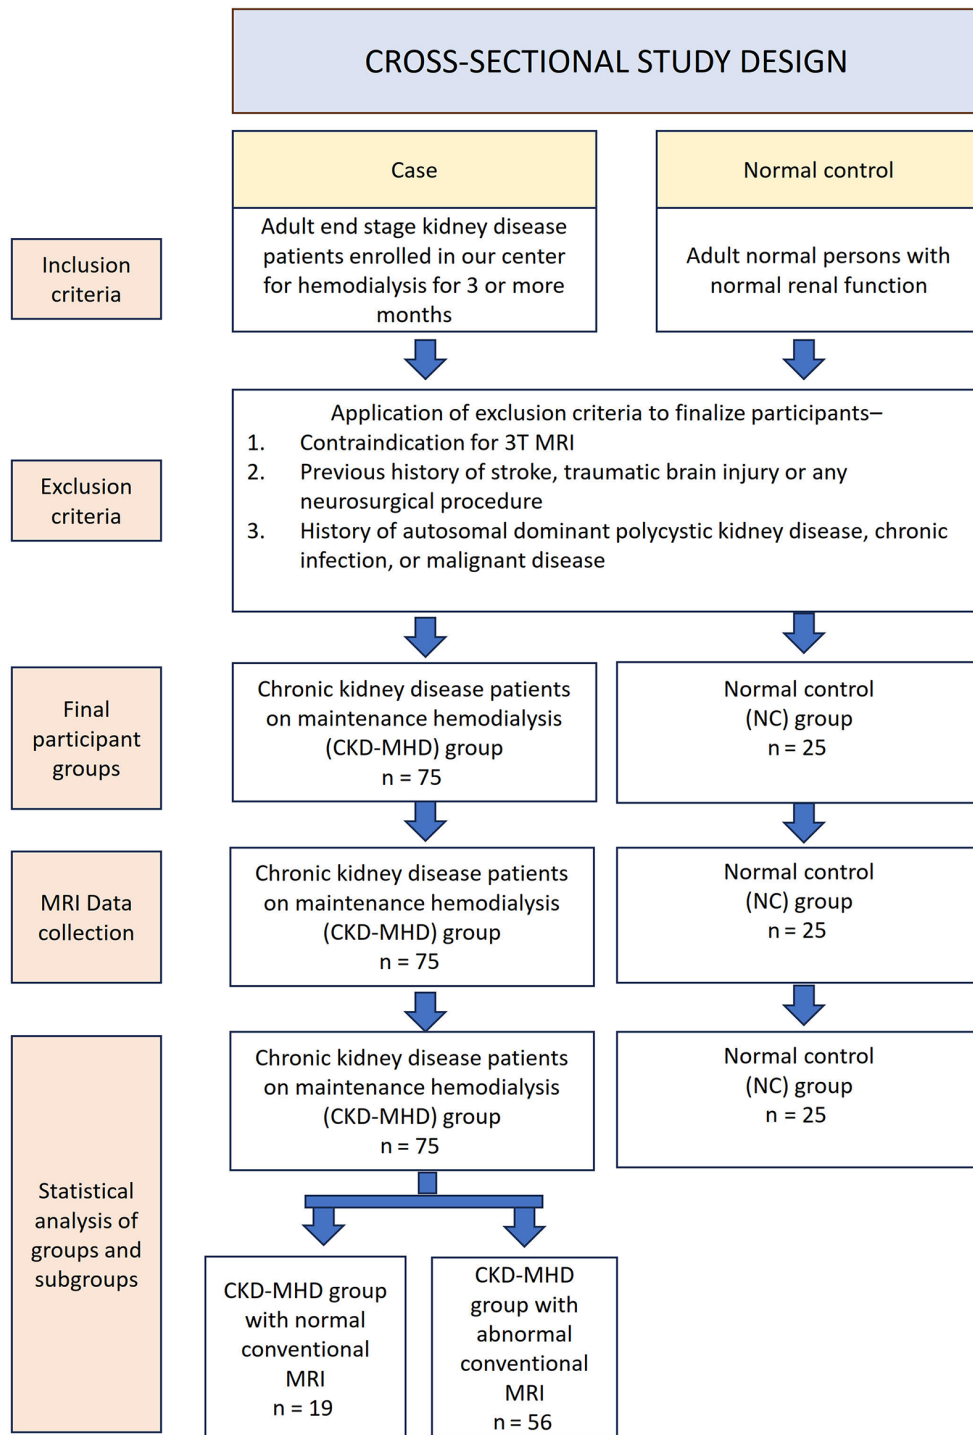 CROSS-SECTIONAL STUDY DESIGN
Case
Normal control
Inclusion
criteria
Adult end stage kidney disease
patients enrolled in our center
for hemodialysis for 3 or more
months
Adult normal persons with
normal renal function
Exclusion
criteria
Application of exclusion criteria to finalize participants–
1. Contraindication for 3T MRI
2. Previous history of stroke, traumatic brain injury or any
neurosurgical procedure
3. History of autosomal dominant polycystic kidney disease, chronic
infection, or malignant disease
Final
participant
groups
Chronic kidney disease patients
on maintenance hemodialysis
(CKD-MHD) group
n = 75
Normal control
(NC) group
n = 25
MRI Data
collection
Chronic kidney disease patients
on maintenance hemodialysis
(CKD-MHD) group
n = 75
Normal control
(NC) group
n = 25
Statistical
analysis of
groups and
subgroups
Chronic kidney disease patients
on maintenance hemodialysis
(CKD-MHD) group
n = 75
Normal control
(NC) group
n = 25
CKD-MHD group
with normal
conventional
MRI
n = 19
CKD-MHD
group with
abnormal
conventional
MRI
n = 56